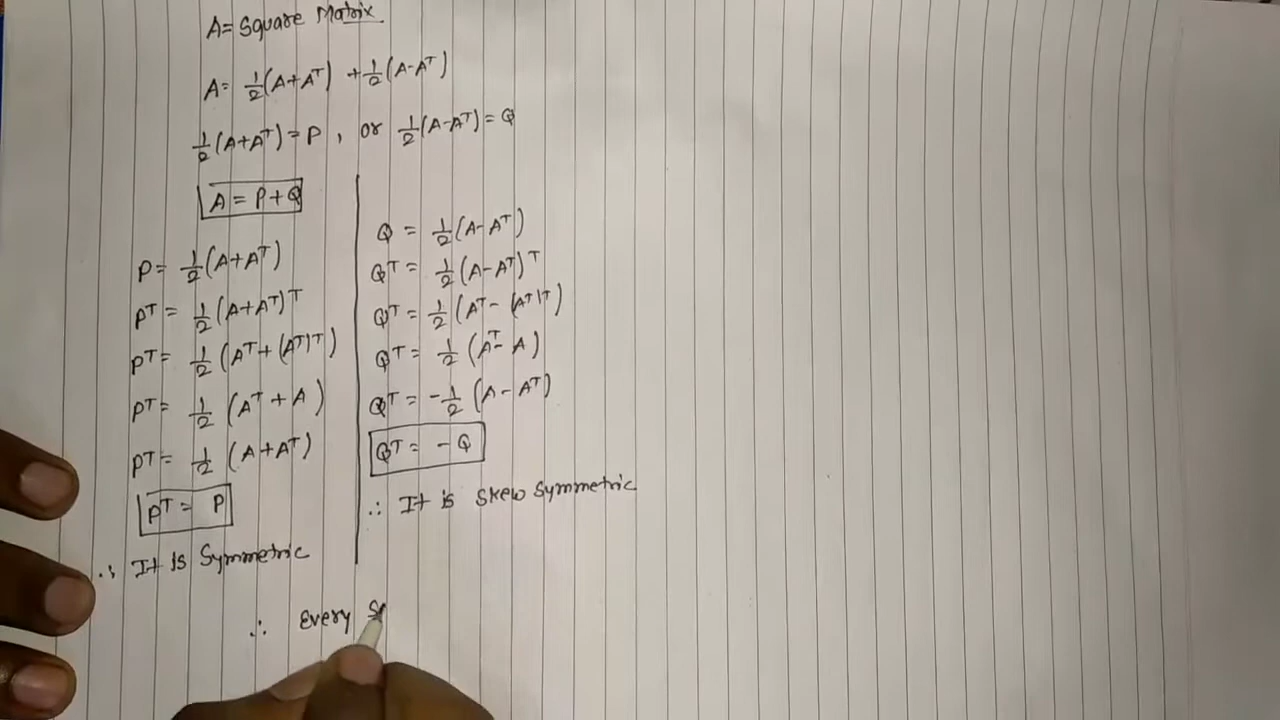 A= Square Matrix
A= 1/2(A+Aᵀ) + 1/2(A-Aᵀ)
1/2(A+Aᵀ)=P , or 1/2(A-Aᵀ)=Q
A = P+Q
P= 1/2(A+Aᵀ)
Pᵀ= 1/2(A+Aᵀ)ᵀ
Pᵀ= 1/2(Aᵀ+(Aᵀ)ᵀ)
Pᵀ= 1/2(Aᵀ+A)
Pᵀ= 1/2(A+Aᵀ)
Pᵀ= P
∴ It is Symmetric
Q = 1/2(A-Aᵀ)
Qᵀ = 1/2(A-Aᵀ)ᵀ
Qᵀ = 1/2(Aᵀ-(Aᵀ)ᵀ)
Qᵀ = 1/2(Aᵀ-A)
Qᵀ = -1/2(A-Aᵀ)
Qᵀ = -Q
∴ It is Skew Symmetric
∴ Every